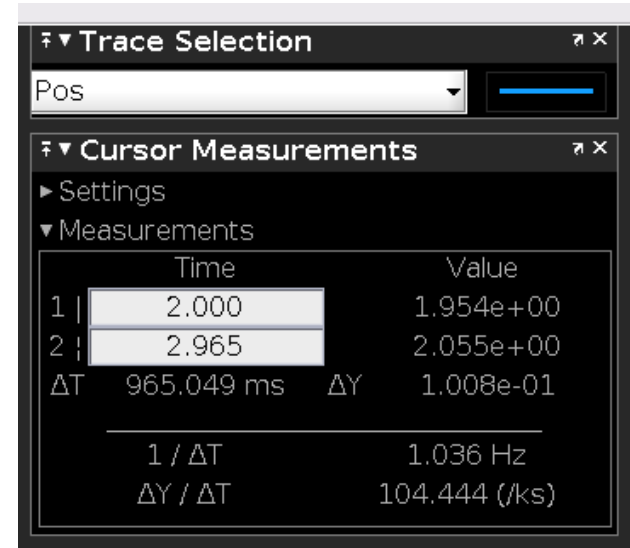 Trace Selection
Pos
Cursor Measurements
Settings
Measurements
Time Value
1 | 2.000 1.954e+00
2 ¦ 2.965 2.055e+00
ΔT 965.049 ms ΔY 1.008e-01
1 / ΔT 1.036 Hz
ΔY / ΔT 104.444 (/ks)